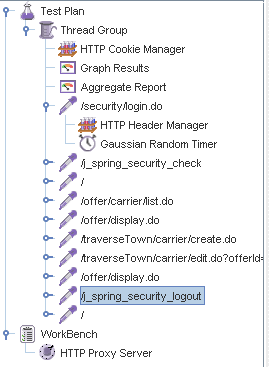 Test Plan
Thread Group
HTTP Cookie Manager
Graph Results
Aggregate Report
/security/login.do
HTTP Header Manager
Gaussian Random Timer
/j_spring_security_check
/
/offer/carrier/list.do
/offer/display.do
/traverseTown/carrier/create.do
/traverseTown/carrier/edit.do?offerId=
/offer/display.do
/j_spring_security_logout
/
WorkBench
HTTP Proxy Server